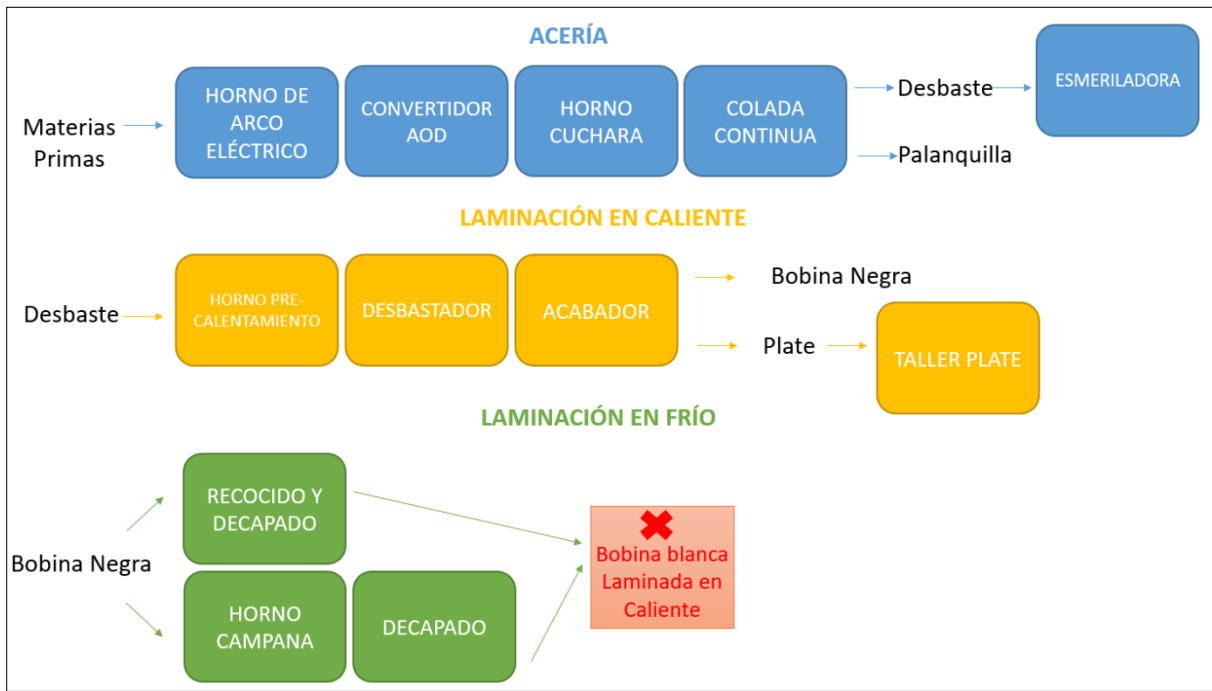 ACERÍA
Materias
Primas
HORNO DE
ARCO
ELÉCTRICO
CONVERTIDOR
AOD
HORNO
CUCHARA
COLADA
CONTINUA
Desbaste
Palanquilla
ESMERILADORA
LAMINACIÓN EN CALIENTE
Desbaste
HORNO PRE-
CALENTAMIENTO
DESBASTADOR
ACABADOR
Bobina Negra
Plate
TALLER PLATE
LAMINACIÓN EN FRÍO
Bobina Negra
RECOCIDO Y
DECAPADO
HORNO
CAMPANA
DECAPADO
Bobina blanca
Laminada en
Caliente